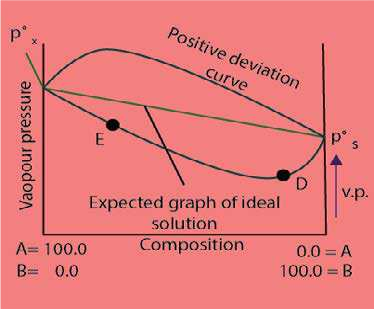 p° x
Positive deviation
curve
Vaopour pressure
E
p° s
D
v.p.
Expected graph of ideal
solution
Composition
A= 100.0
B= 0.0
0.0 = A
100.0 = B